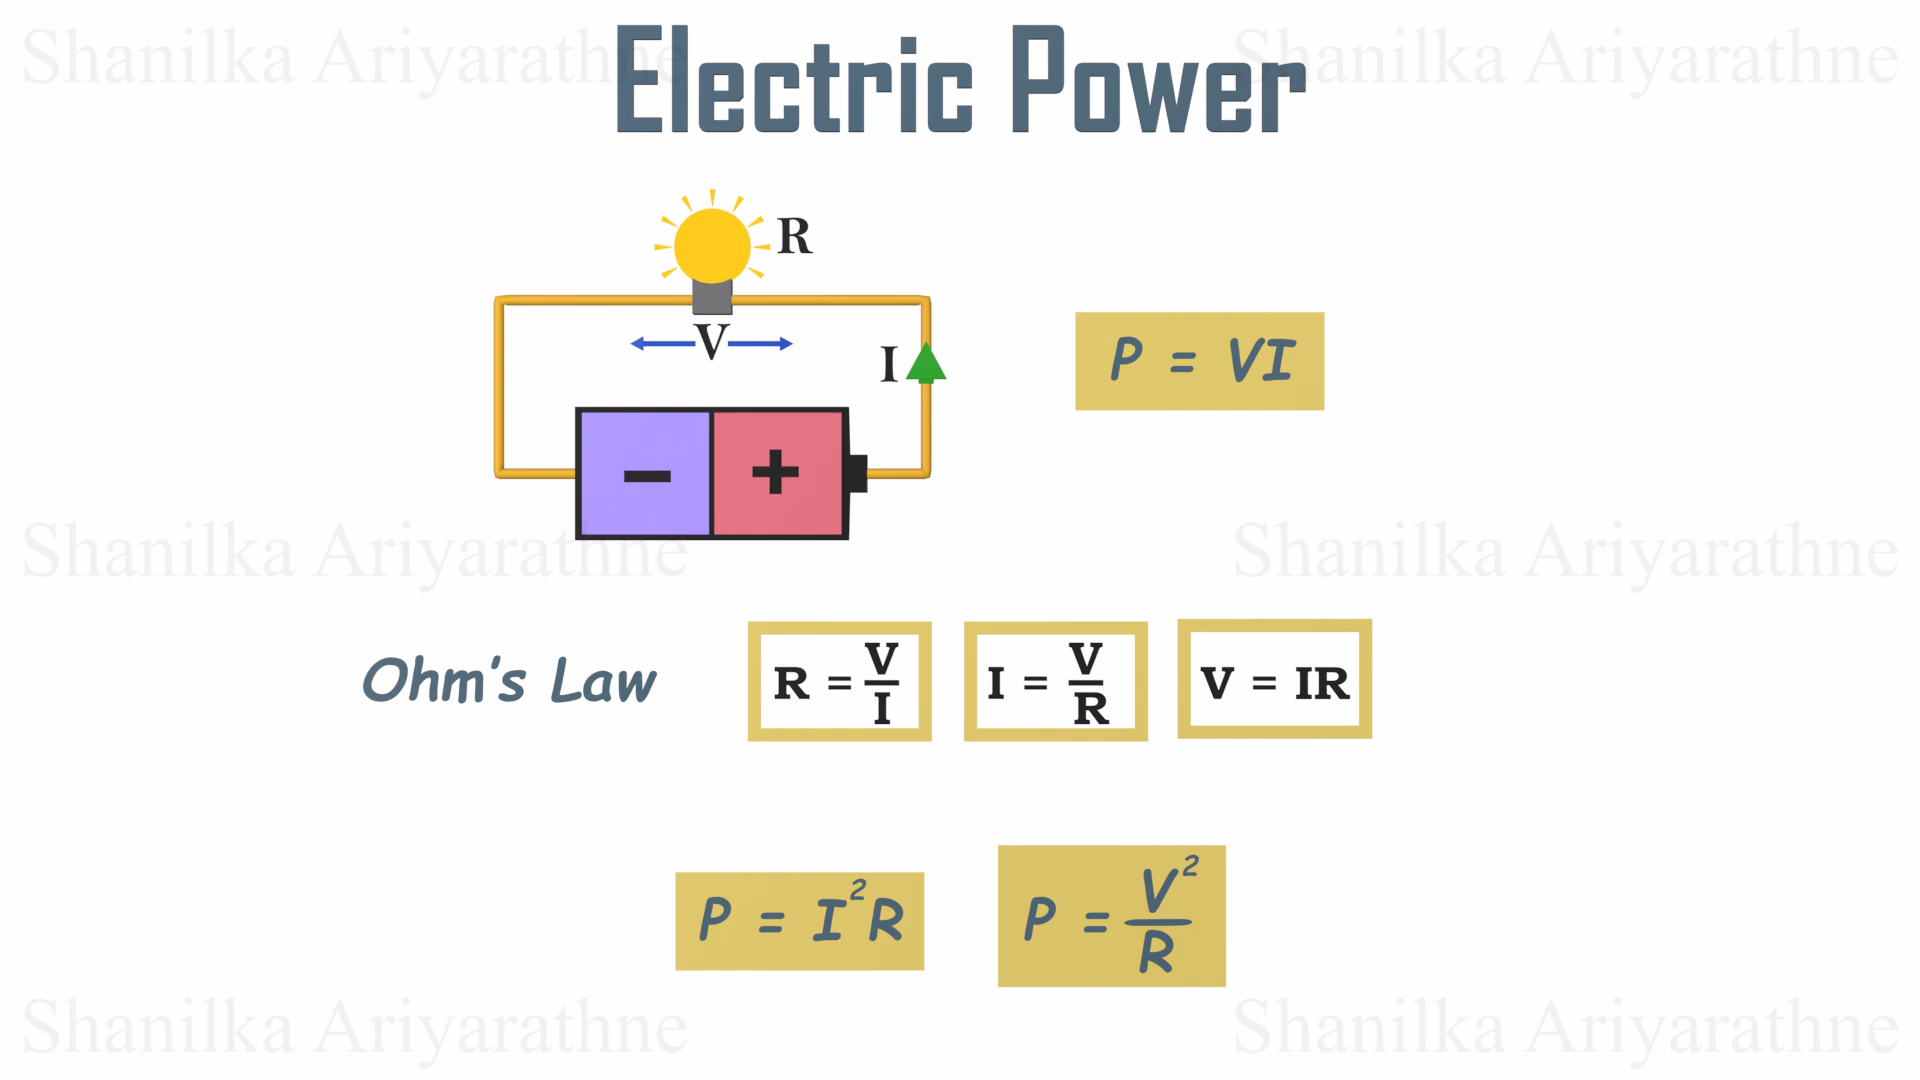 Shanilka Ariyarathne
Shanilka Ariyarathne
Electric Power
R
V
I
P = VI
− +
Shanilka Ariyarathne
Shanilka Ariyarathne
Ohm's Law
R = V/I
I = V/R
V = IR
P = I²R
P = V²/R
Shanilka Ariyarathne
Shanilka Ariyarathne